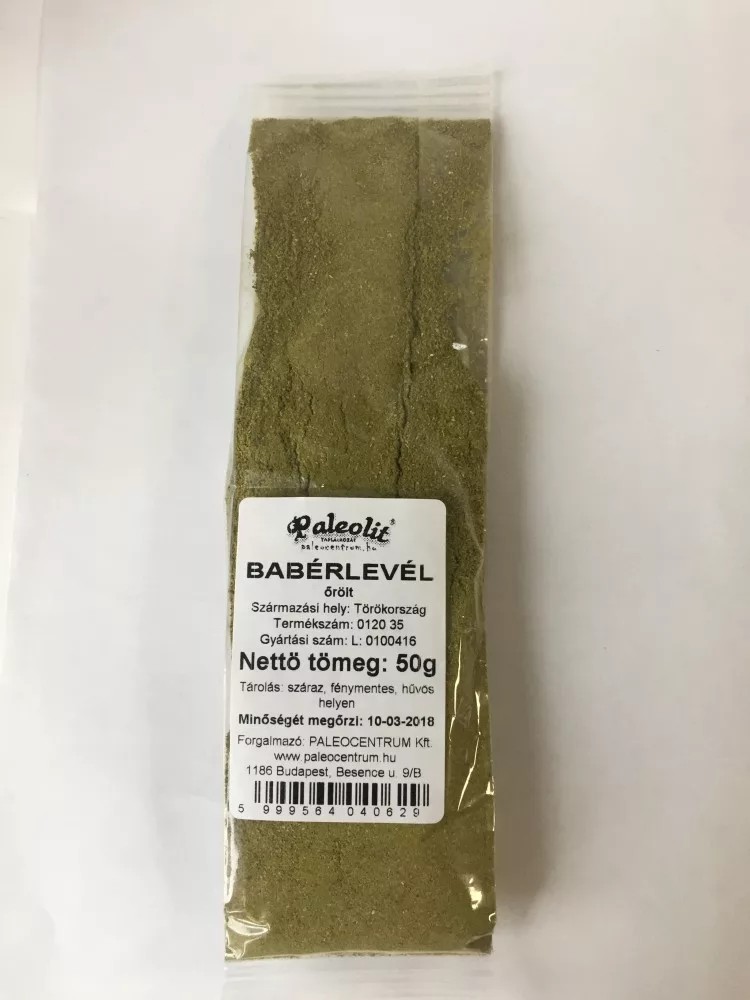 Paleolit®
TÁPLÁLKOZÁS
paleocentrum.hu
BABÉRLEVÉL
őrölt
Származási hely: Törökország
Termékszám: 0120 35
Gyártási szám: L: 0100416
Nettö tömeg: 50g
Tárolás: száraz, fénymentes, hűvös
helyen
Minőségét megőrzi: 10-03-2018
Forgalmazó: PALEOCENTRUM Kft.
www.paleocentrum.hu
1186 Budapest, Besence u. 9/B
5 999564 040629